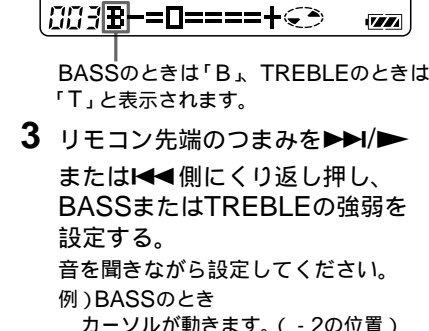 003B-=▯====+
BASSのときは「B」、TREBLEのときは
「T」と表示されます。
3 リモコン先端のつまみを▶▶I/▶
またはI◀◀側にくり返し押し、
BASSまたはTREBLEの強弱を
設定する。
音を聞きながら設定してください。
例)BASSのとき
カーソルが動きます。( - 2の位置)